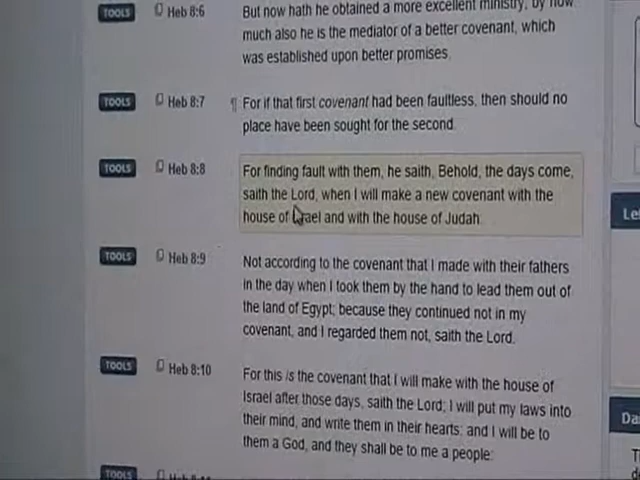 TOOLS Heb 8:6 But now hath he obtained a more excellent ministry, by how
much also he is the mediator of a better covenant, which
was established upon better promises.
TOOLS Heb 8:7 ¶ For if that first covenant had been faultless, then should no
place have been sought for the second.
TOOLS Heb 8:8 For finding fault with them, he saith, Behold, the days come,
saith the Lord, when I will make a new covenant with the
house of Israel and with the house of Judah:
TOOLS Heb 8:9 Not according to the covenant that I made with their fathers
in the day when I took them by the hand to lead them out of
the land of Egypt; because they continued not in my
covenant, and I regarded them not, saith the Lord.
TOOLS Heb 8:10 For this is the covenant that I will make with the house of
Israel after those days, saith the Lord; I will put my laws into
their mind, and write them in their hearts: and I will be to
them a God, and they shall be to me a people:
TOOLS